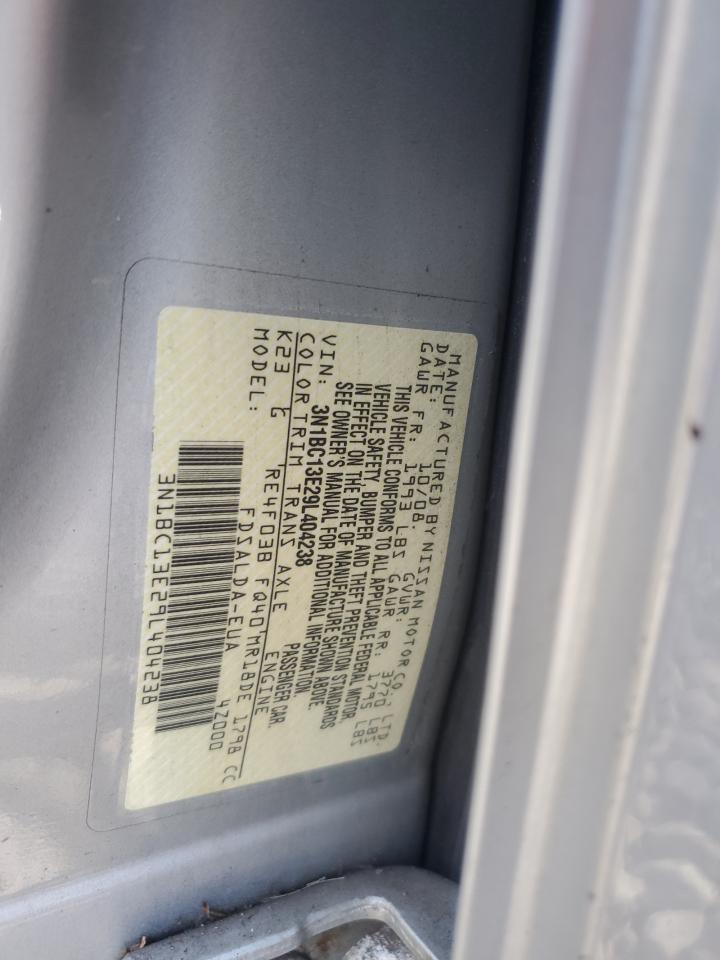 MANUFACTURED BY NISSAN MOTOR CO., LTD.
DATE: 10/08. GVWR: 3770 LBS
GAWR FR: 1993 LBS GAWR RR: 1795 LBS
THIS VEHICLE CONFORMS TO ALL APPLICABLE FEDERAL MOTOR
VEHICLE SAFETY, BUMPER AND THEFT PREVENTION STANDARDS
IN EFFECT ON THE DATE OF MANUFACTURE SHOWN ABOVE.
SEE OWNER'S MANUAL FOR ADDITIONAL INFORMATION.
VIN: 3N1BC13E29L404238 PASSENGER CAR.
COLOR TRIM TRANS AXLE ENGINE
K23 G RE4F03B FQ40 MR18DE 1798 CC
MODEL: FDSALDA-EUA 4Z000
3N1BC13E29L404238